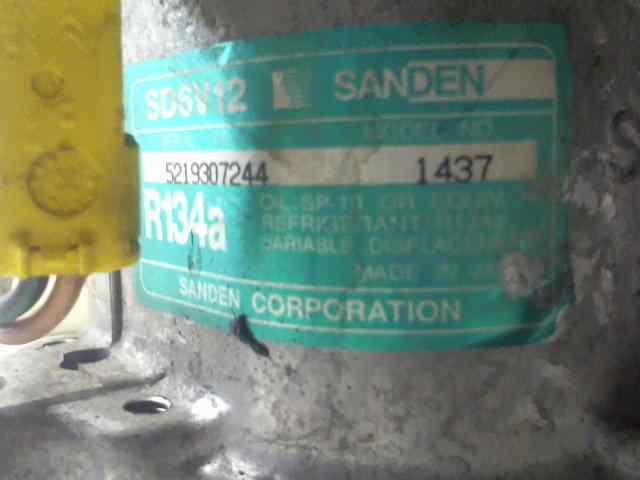 SD6V12 SANDEN
MODEL NO
5219307244 1437
R134a OIL:SP-10 OR EQUIV
REFRIGERANT R134a
VARIABLE DISPLACEMENT
MADE IN
SANDEN CORPORATION